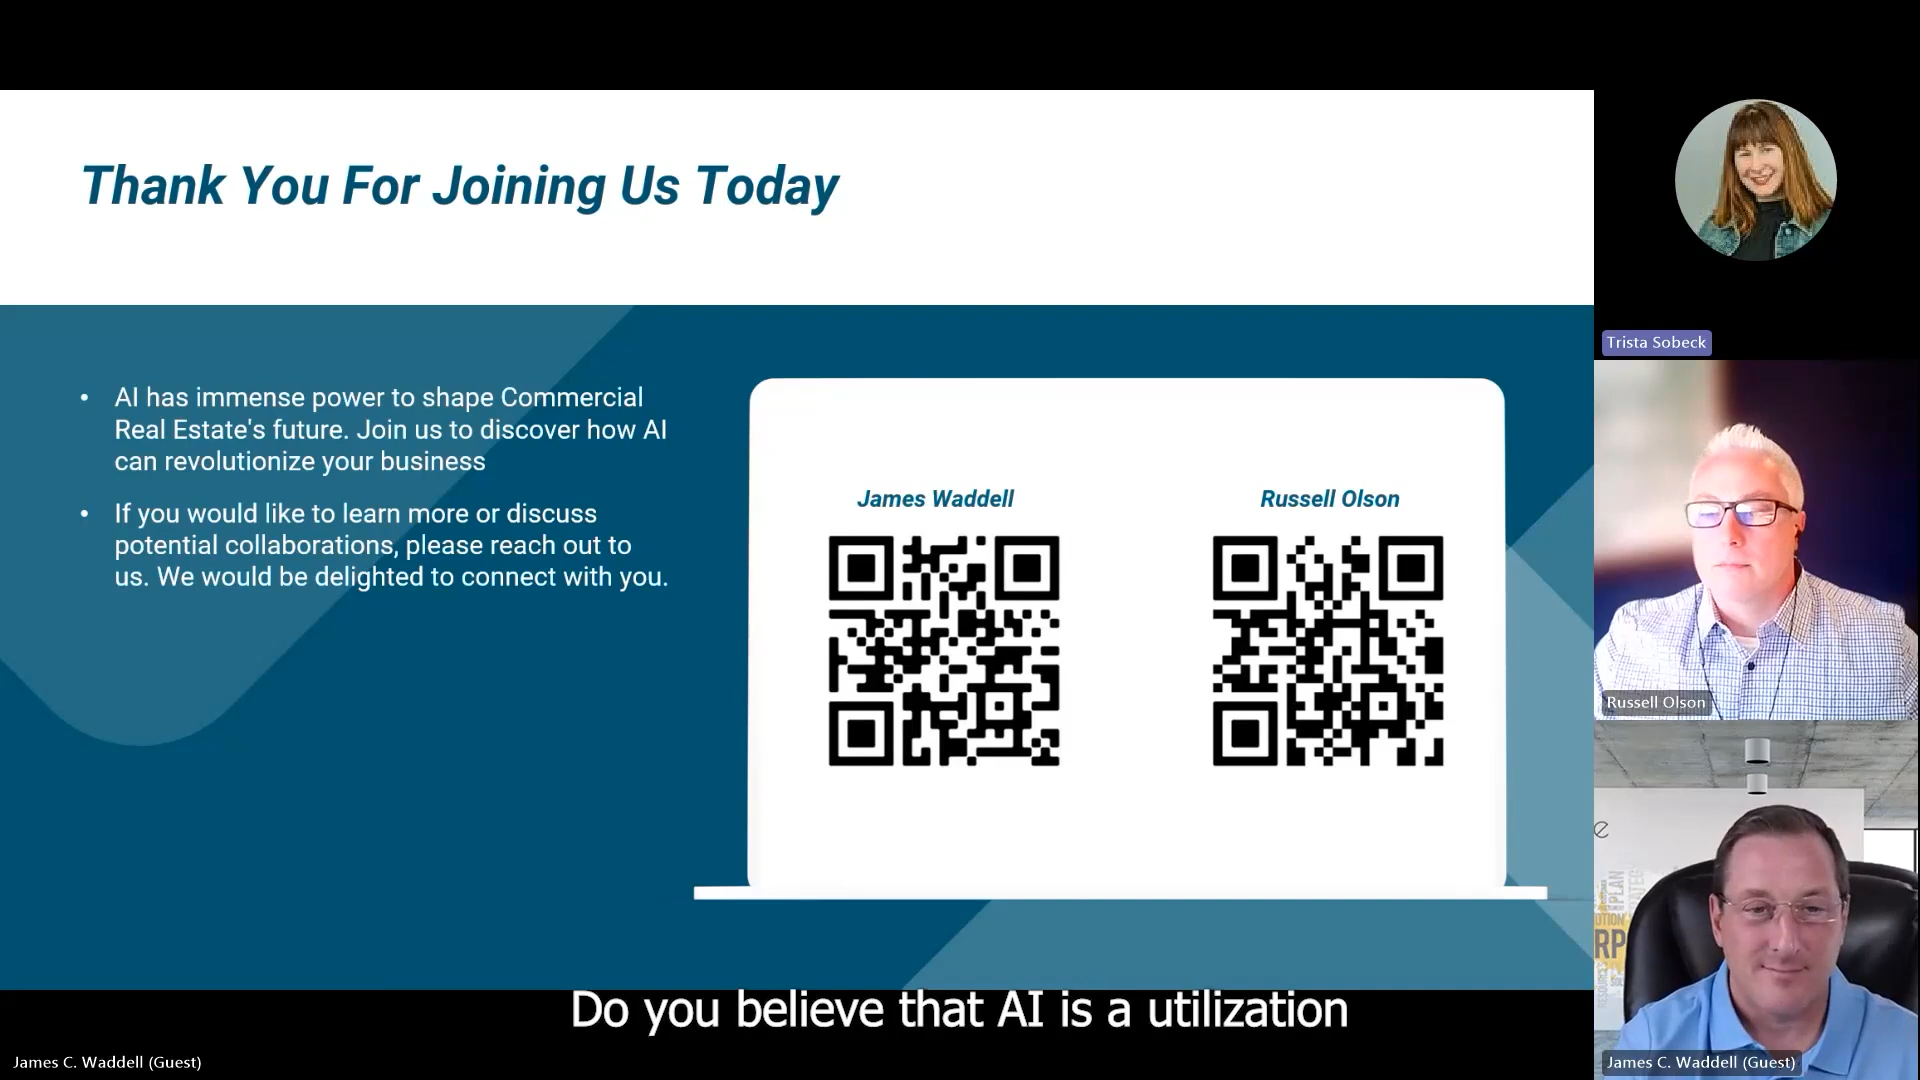 Thank You For Joining Us Today
• AI has immense power to shape Commercial
Real Estate's future. Join us to discover how AI
can revolutionize your business
• If you would like to learn more or discuss
potential collaborations, please reach out to
us. We would be delighted to connect with you.
James Waddell
Russell Olson
Trista Sobeck
Russell Olson
PLAN
RP
James C. Waddell (Guest)
Do you believe that AI is a utilization
James C. Waddell (Guest)